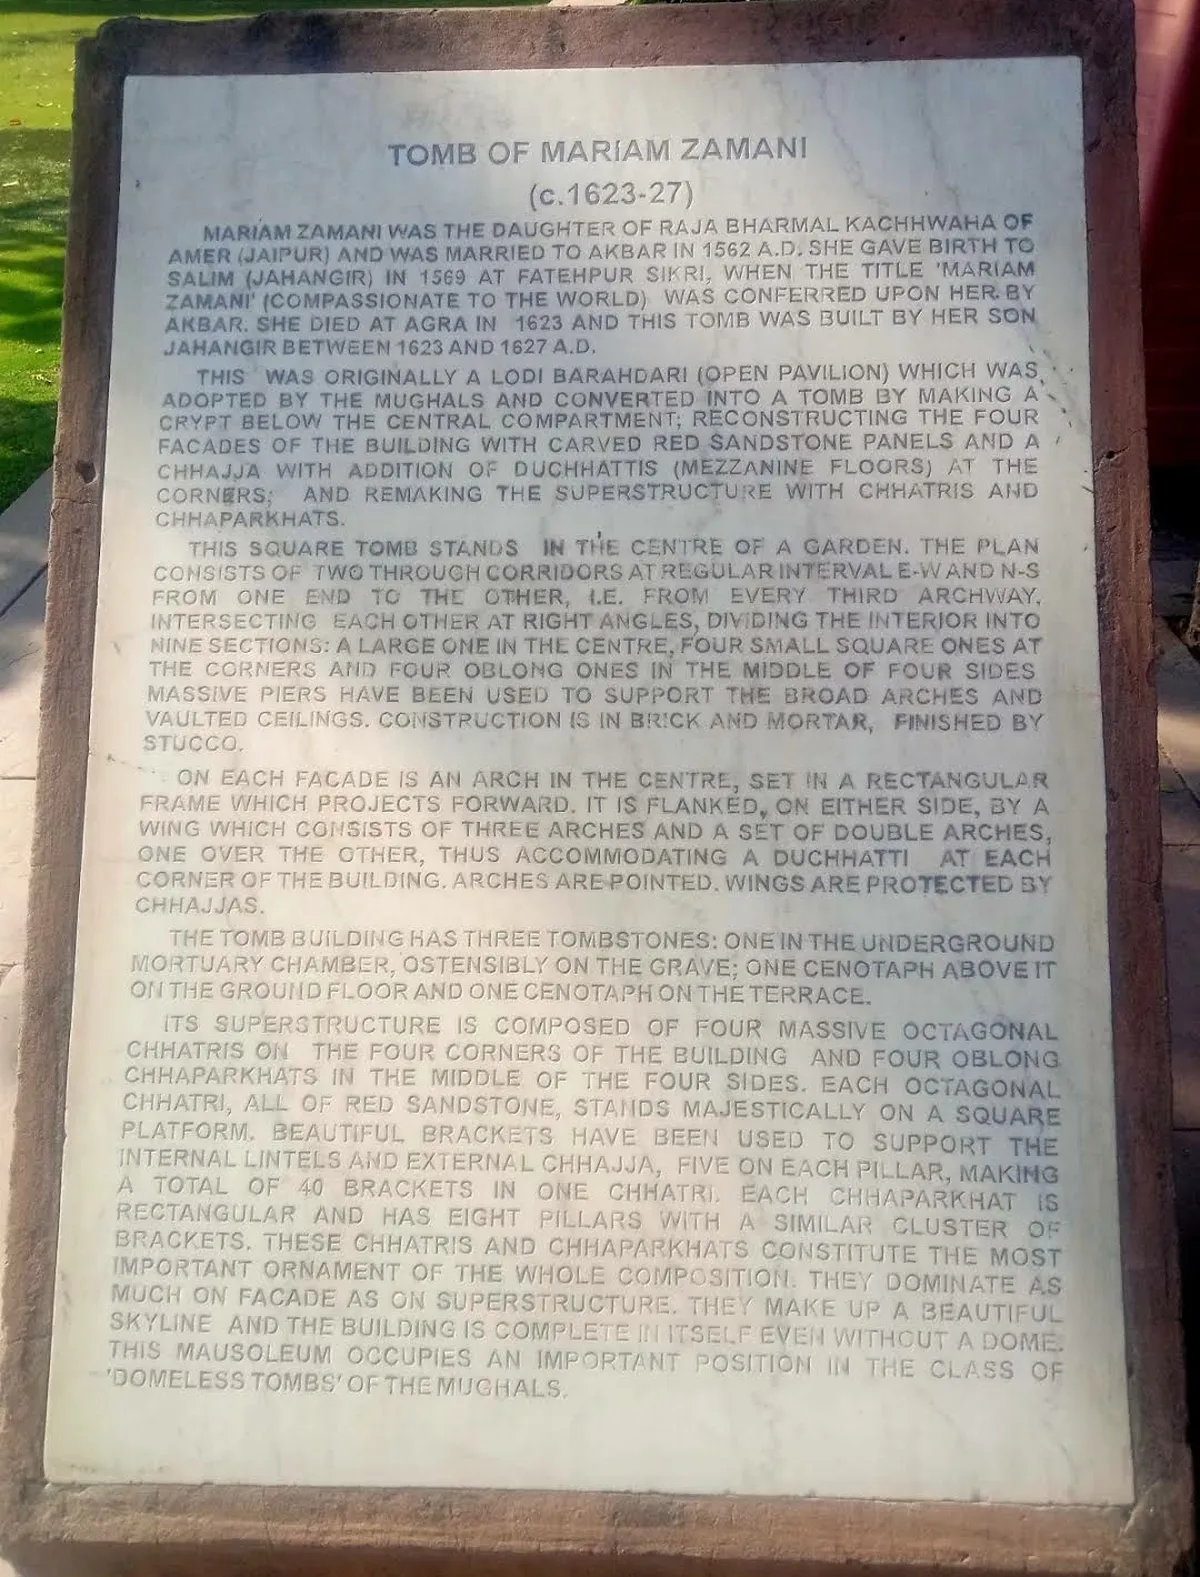 TOMB OF MARIAM ZAMANI
(c.1623-27)
MARIAM ZAMANI WAS THE DAUGHTER OF RAJA BHARMAL KACHHWAHA OF
AMER (JAIPUR) AND WAS MARRIED TO AKBAR IN 1562 A.D. SHE GAVE BIRTH TO
SALIM (JAHANGIR) IN 1569 AT FATEHPUR SIKRI, WHEN THE TITLE 'MARIAM
ZAMANI' (COMPASSIONATE TO THE WORLD) WAS CONFERRED UPON HER BY
AKBAR. SHE DIED AT AGRA IN 1623 AND THIS TOMB WAS BUILT BY HER SON
JAHANGIR BETWEEN 1623 AND 1627 A.D.
THIS WAS ORIGINALLY A LODI BARAHDARI (OPEN PAVILION) WHICH WAS
ADOPTED BY THE MUGHALS AND CONVERTED INTO A TOMB BY MAKING A
CRYPT BELOW THE CENTRAL COMPARTMENT; RECONSTRUCTING THE FOUR
FACADES OF THE BUILDING WITH CARVED RED SANDSTONE PANELS AND A
CHHAJJA WITH ADDITION OF DUCHHATTIS (MEZZANINE FLOORS) AT THE
CORNERS; AND REMAKING THE SUPERSTRUCTURE WITH CHHATRIS AND
CHHAPARKHATS.
THIS SQUARE TOMB STANDS IN THE CENTRE OF A GARDEN. THE PLAN
CONSISTS OF TWO THROUGH CORRIDORS AT REGULAR INTERVAL E-W AND N-S
FROM ONE END TO THE OTHER, I.E. FROM EVERY THIRD ARCHWAY,
INTERSECTING EACH OTHER AT RIGHT ANGLES, DIVIDING THE INTERIOR INTO
NINE SECTIONS: A LARGE ONE IN THE CENTRE, FOUR SMALL SQUARE ONES AT
THE CORNERS AND FOUR OBLONG ONES IN THE MIDDLE OF FOUR SIDES
MASSIVE PIERS HAVE BEEN USED TO SUPPORT THE BROAD ARCHES AND
VAULTED CEILINGS. CONSTRUCTION IS IN BRICK AND MORTAR, FINISHED BY
STUCCO.
ON EACH FACADE IS AN ARCH IN THE CENTRE, SET IN A RECTANGULAR
FRAME WHICH PROJECTS FORWARD. IT IS FLANKED, ON EITHER SIDE, BY A
WING WHICH CONSISTS OF THREE ARCHES AND A SET OF DOUBLE ARCHES,
ONE OVER THE OTHER, THUS ACCOMMODATING A DUCHHATTI AT EACH
CORNER OF THE BUILDING. ARCHES ARE POINTED. WINGS ARE PROTECTED BY
CHHAJJAS.
THE TOMB BUILDING HAS THREE TOMBSTONES: ONE IN THE UNDERGROUND
MORTUARY CHAMBER, OSTENSIBLY ON THE GRAVE; ONE CENOTAPH ABOVE IT
ON THE GROUND FLOOR AND ONE CENOTAPH ON THE TERRACE.
ITS SUPERSTRUCTURE IS COMPOSED OF FOUR MASSIVE OCTAGONAL
CHHATRIS ON THE FOUR CORNERS OF THE BUILDING AND FOUR OBLONG
CHHAPARKHATS IN THE MIDDLE OF THE FOUR SIDES. EACH OCTAGONAL
CHHATRI, ALL OF RED SANDSTONE, STANDS MAJESTICALLY ON A SQUARE
PLATFORM. BEAUTIFUL BRACKETS HAVE BEEN USED TO SUPPORT THE
INTERNAL LINTELS AND EXTERNAL CHHAJJA, FIVE ON EACH PILLAR, MAKING
A TOTAL OF 40 BRACKETS IN ONE CHHATRI. EACH CHHAPARKHAT IS
RECTANGULAR AND HAS EIGHT PILLARS WITH A SIMILAR CLUSTER OF
BRACKETS. THESE CHHATRIS AND CHHAPARKHATS CONSTITUTE THE MOST
IMPORTANT ORNAMENT OF THE WHOLE COMPOSITION. THEY DOMINATE AS
MUCH ON FACADE AS ON SUPERSTRUCTURE. THEY MAKE UP A BEAUTIFUL
SKYLINE AND THE BUILDING IS COMPLETE IN ITSELF EVEN WITHOUT A DOME.
THIS MAUSOLEUM OCCUPIES AN IMPORTANT POSITION IN THE CLASS OF
'DOMELESS TOMBS' OF THE MUGHALS.